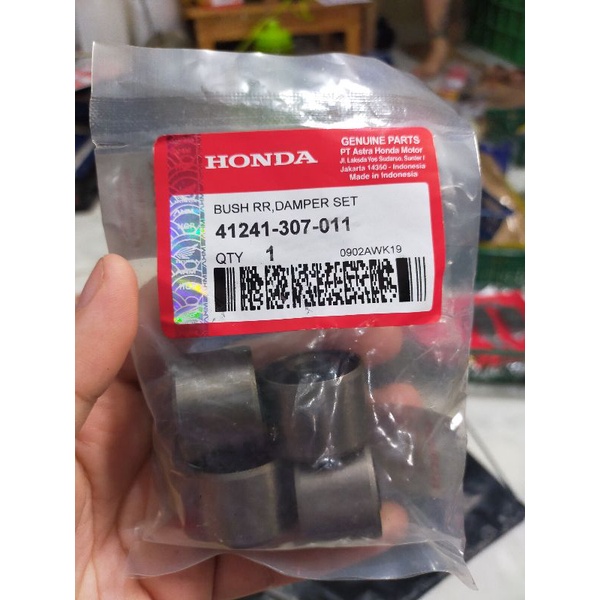 HONDA
GENUINE PARTS
PT Astra Honda Motor
Jl. Laksda Yos Sudarso, Sunter I
Jakarta 14350 - Indonesia
Made in Indonesia
BUSH RR,DAMPER SET
41241-307-011
QTY 1
0902AWK19